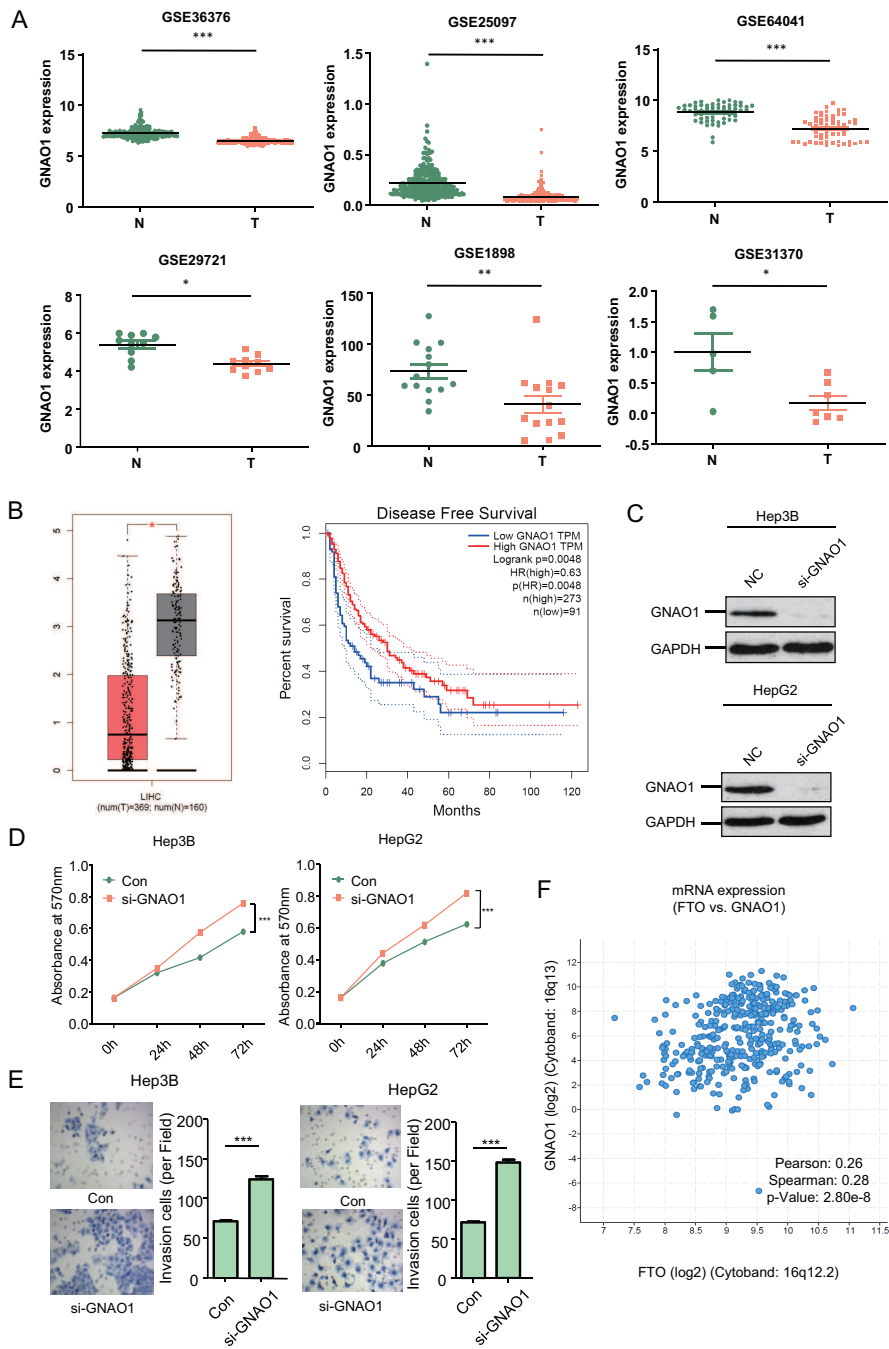 A
GSE36376
***
GNAO1 expression
15
10
5
0
N
T
GSE25097
***
GNAO1 expression
1.5
1.0
0.5
0.0
N
T
GSE64041
***
GNAO1 expression
15
10
5
0
N
T
GSE29721
*
GNAO1 expression
8
6
4
2
0
N
T
GSE1898
**
GNAO1 expression
150
100
50
0
N
T
GSE31370
*
GNAO1 expression
2.0
1.5
1.0
0.5
0.0
-0.5
N
T
B
5
4
3
2
1
0
*
LIHC
(num(T)=369; num(N)=160)
Disease Free Survival
Low GNAO1 TPM
High GNAO1 TPM
Logrank p=0.0048
HR(high)=0.63
p(HR)=0.0048
n(high)=273
n(low)=91
Percent survival
1.0
0.8
0.6
0.4
0.2
0.0
0 20 40 60 80 100 120
Months
C
Hep3B
NC
si-GNAO1
GNAO1
GAPDH
HepG2
NC
si-GNAO1
GNAO1
GAPDH
D
Hep3B
Absorbance at 570nm
1.0
0.8
0.6
0.4
0.2
0.0
Con
si-GNAO1
***
0h 24h 48h 72h
HepG2
Absorbance at 570nm
1.0
0.8
0.6
0.4
0.2
0.0
Con
si-GNAO1
***
0h 24h 48h 72h
E
Hep3B
Con
si-GNAO1
Invasion cells (per Field)
200
150
100
50
0
***
Con
si-GNAO1
HepG2
Con
si-GNAO1
Invasion cells (per Field)
200
150
100
50
0
***
Con
si-GNAO1
F
mRNA expression
(FTO vs. GNAO1)
GNAO1 (log2) (Cytoband: 16q13)
12
10
8
6
4
2
0
-2
-4
-6
-8
Pearson: 0.26
Spearman: 0.28
p-Value: 2.80e-8
7 7.5 8 8.5 9 9.5 10 10.5 11 11.5
FTO (log2) (Cytoband: 16q12.2)